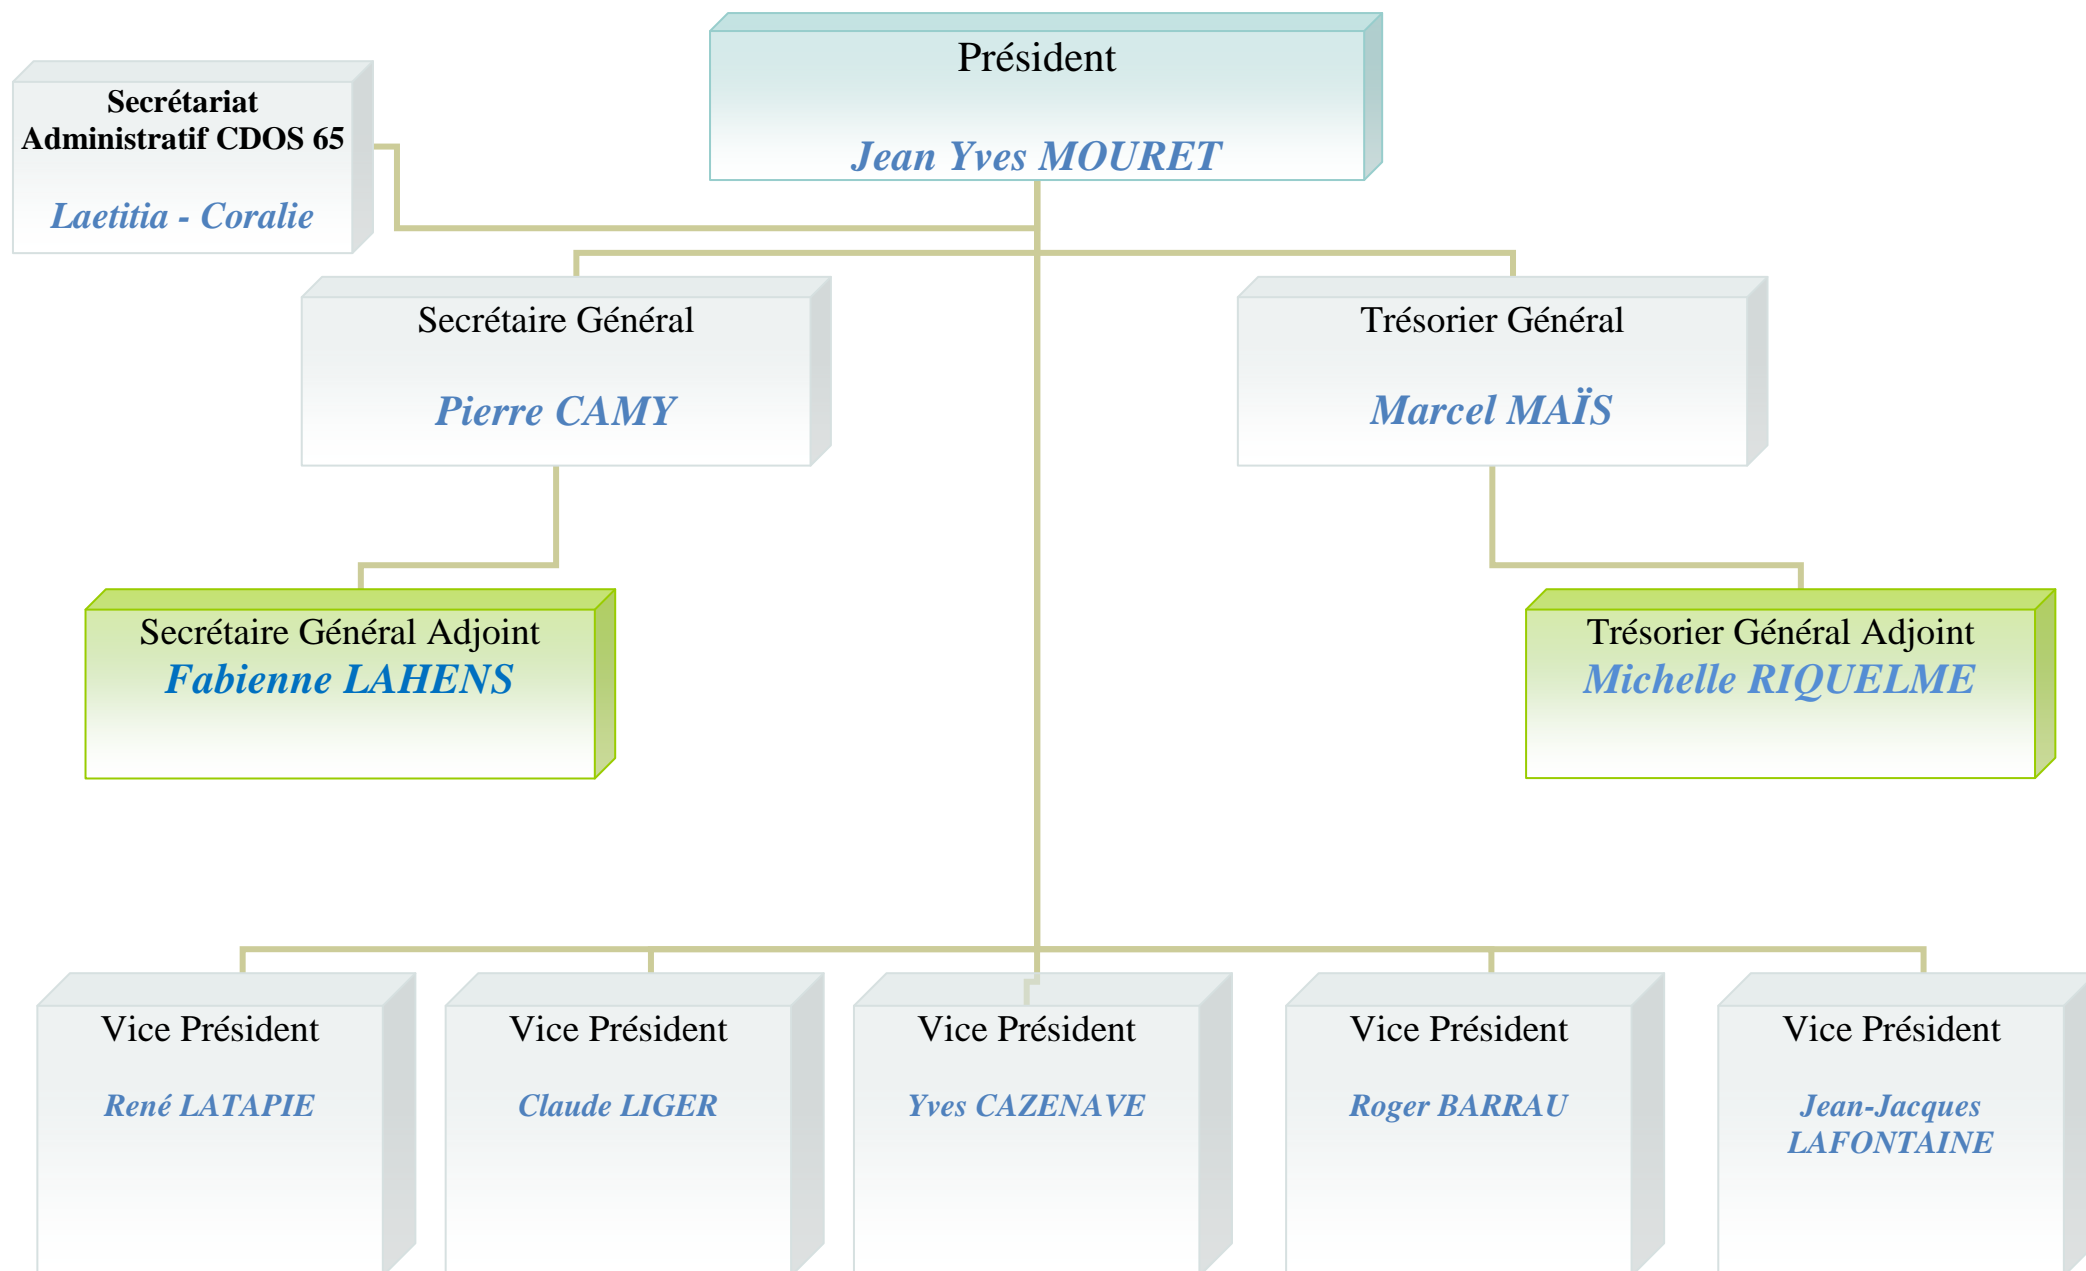 Président
Jean Yves MOURET
Secrétariat
Administratif CDOS 65
Laetitia - Coralie
Secrétaire Général
Pierre CAMY
Trésorier Général
Marcel MAÏS
Secrétaire Général Adjoint
Fabienne LAHENS
Trésorier Général Adjoint
Michelle RIQUELME
Vice Président
René LATAPIE
Vice Président
Claude LIGER
Vice Président
Yves CAZENAVE
Vice Président
Roger BARRAU
Vice Président
Jean-Jacques
LAFONTAINE